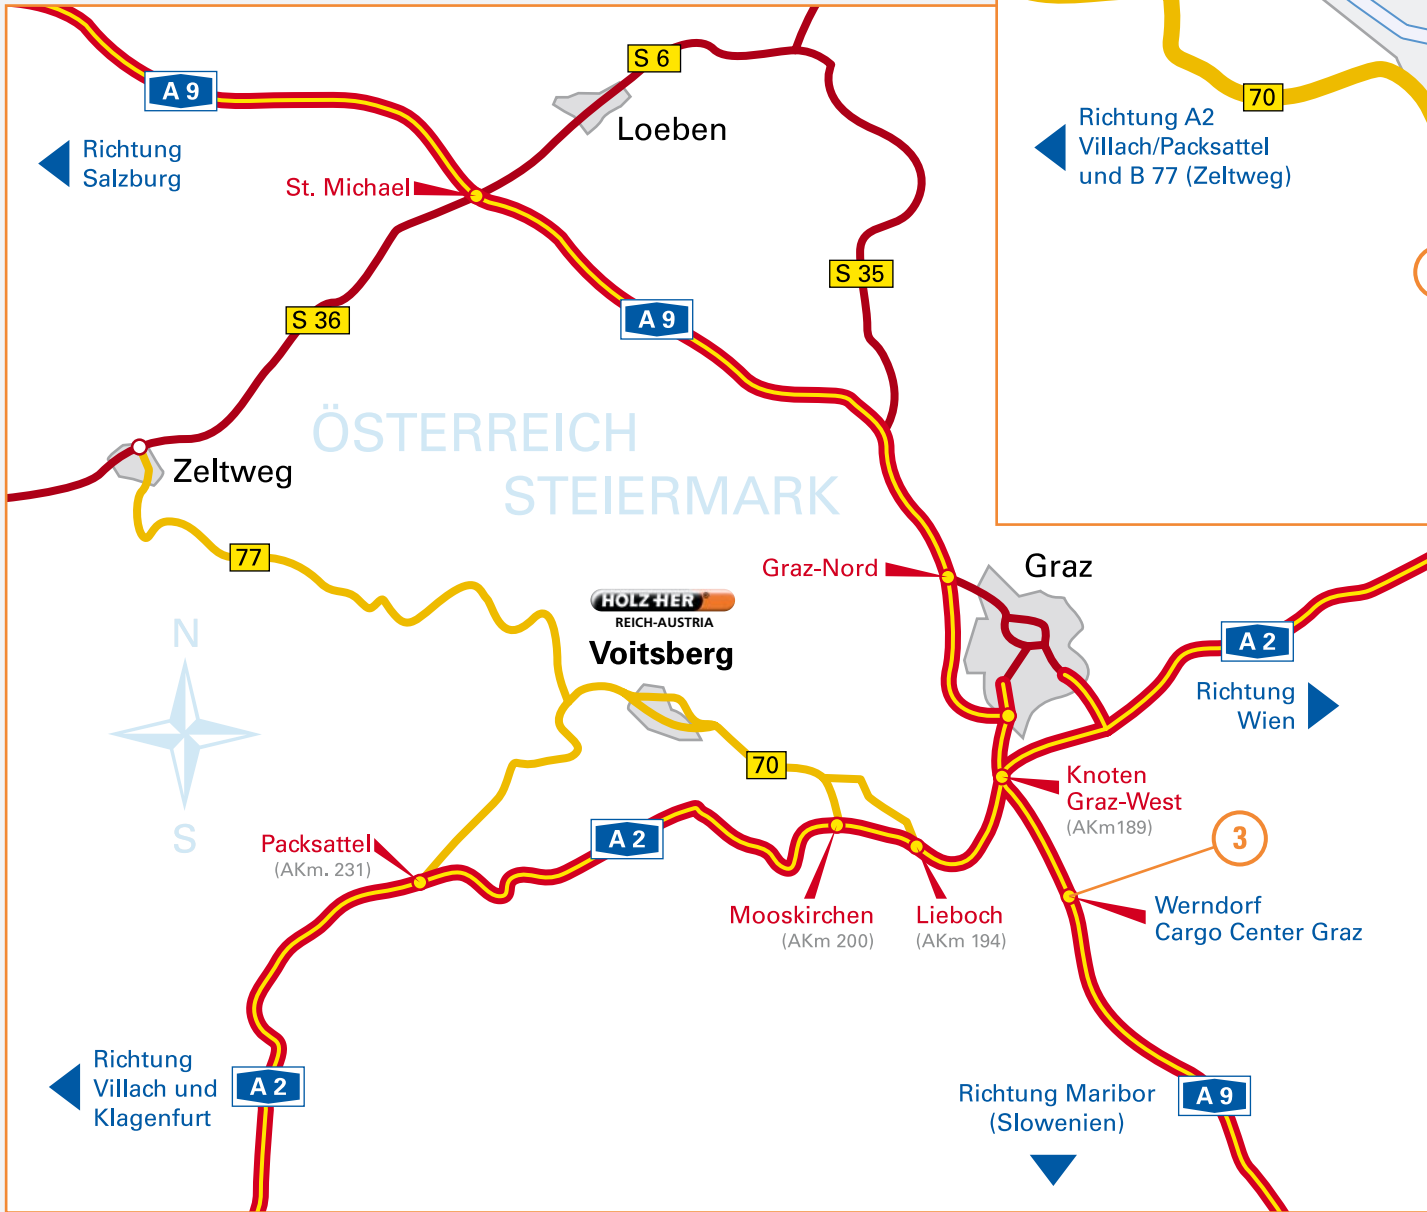 A 9
Richtung
Salzburg
S 6
Loeben
St. Michael
S 36
A 9
S 35
70
Richtung A2
Villach/Packsattel
und B 77 (Zeltweg)
ÖSTERREICH
STEIERMARK
Zeltweg
77
HOLZ-HER
REICH-AUSTRIA
Voitsberg
Graz-Nord
Graz
A 2
Richtung
Wien
N
S
70
Knoten
Graz-West
(AKm189)
3
Packsattel
(AKm. 231)
A 2
Mooskirchen
(AKm 200)
Lieboch
(AKm 194)
Werndorf
Cargo Center Graz
Richtung
Villach und
Klagenfurt
A 2
Richtung Maribor
(Slowenien)
A 9